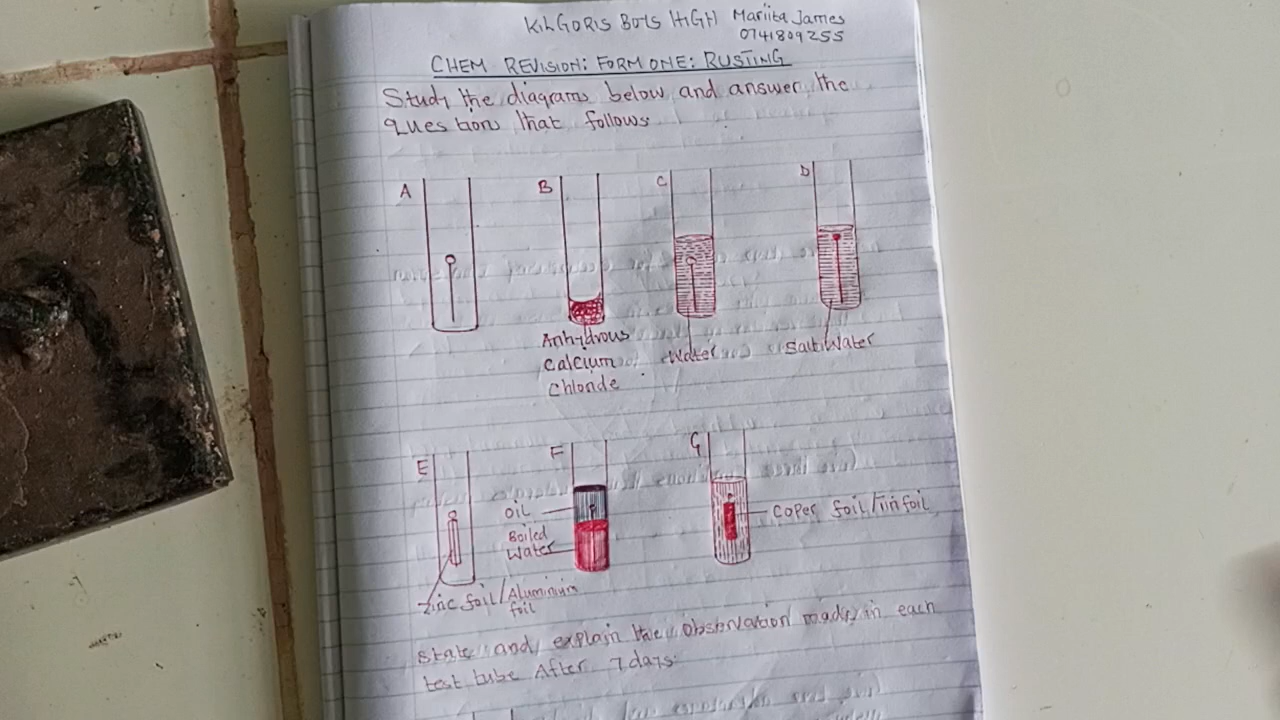 KiLGORIS BOYS HIGH Mariita James
0741809255
CHEM REVISION: FORM ONE: RUSTING
Study the diagrams below and answer the
question that follows
A
B
C
D
Anhydrous
Calcium
Chloride
Water
Salt Water
E
F
G
Oil
Boiled
Water
Coper foil/Tin foil
Zinc foil/Aluminium
foil
State and explain the Observation made in each
test tube After 7 days.